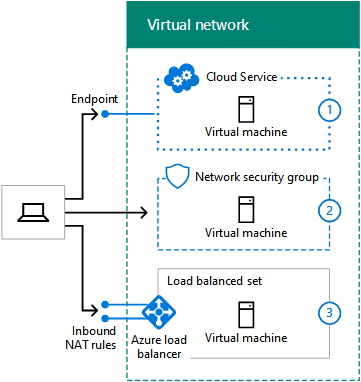 Virtual network
Cloud Service
Endpoint
1
Virtual machine
Network security group
2
Virtual machine
Load balanced set
3
Inbound
NAT rules
Azure load
balancer
Virtual machine